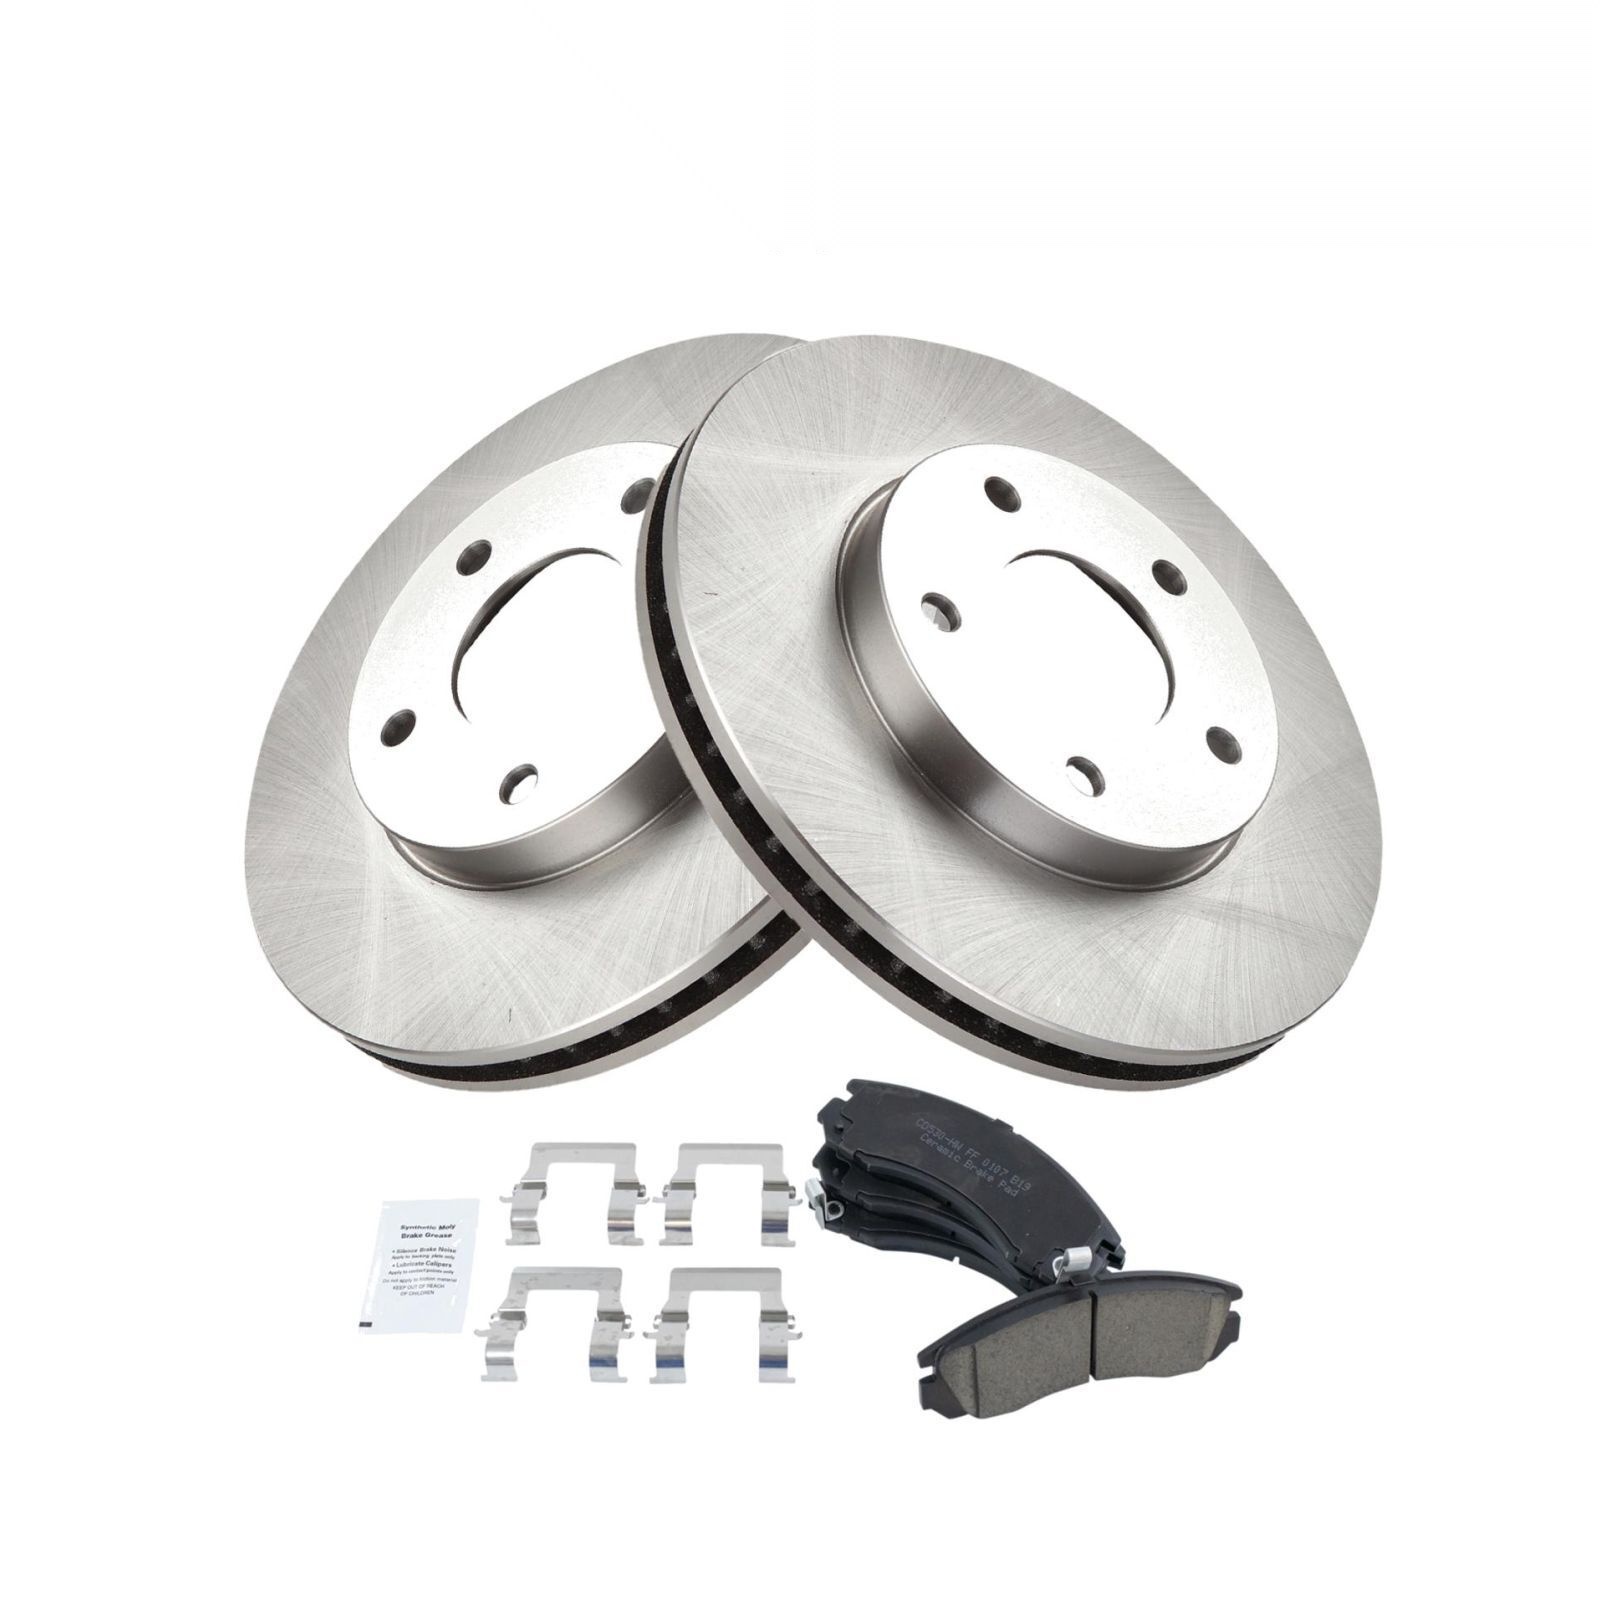 CD530-HW FF 0107 B19
Ceramic Brake Pad
Synthetic Moly
Brake Grease
• Silence Brake Noise
Apply to backing plate only
• Lubricate Calipers
Apply to contact points only
Do not apply to friction material
KEEP OUT OF REACH
OF CHILDREN